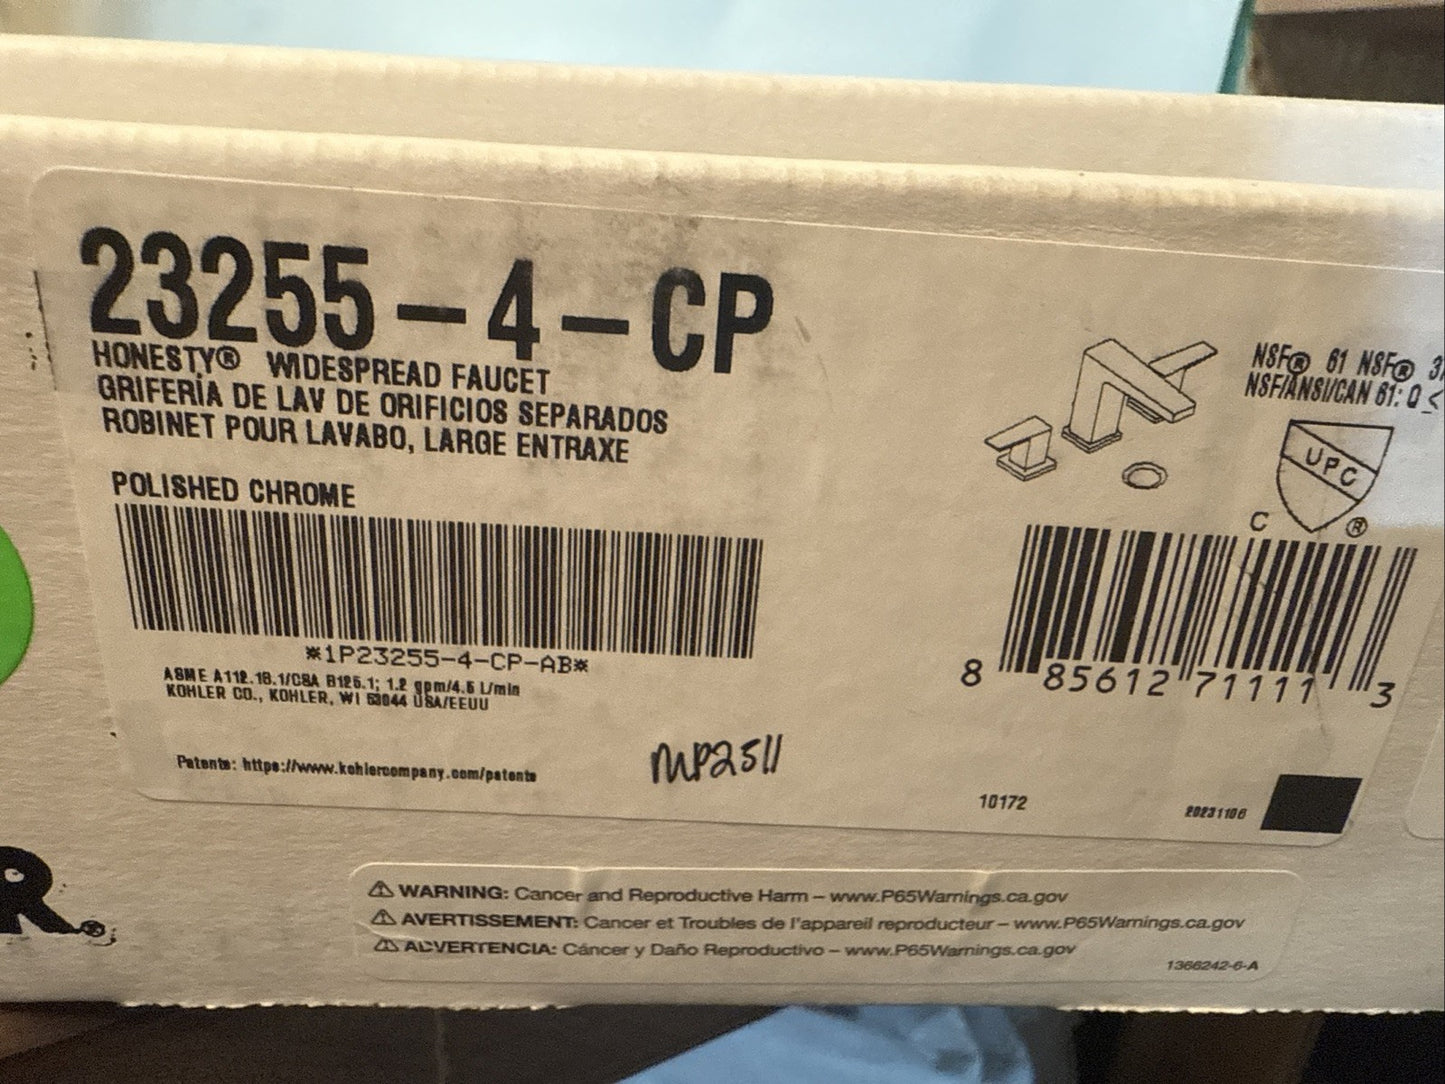 23255-4-CP
HONESTY® WIDESPREAD FAUCET
GRIFERÍA DE LAV DE ORIFICIOS SEPARADOS
ROBINET POUR LAVABO, LARGE ENTRAXE
POLISHED CHROME
*1P23255-4-CP-AB*
ASME A112.18.1/CSA B125.1; 1.2 gpm/4.5 L/min
KOHLER CO., KOHLER, WI 53044 USA/EEUU
Patents: https://www.kohlercompany.com/patents
MP2511
NSF® 61 NSF®
NSF/ANSI/CAN 61: Q ≤
UPC
C ®
8 85612 71111 3
10172
20231106
R®
⚠ WARNING: Cancer and Reproductive Harm – www.P65Warnings.ca.gov
⚠ AVERTISSEMENT: Cancer et Troubles de l'appareil reproducteur – www.P65Warnings.ca.gov
⚠ ADVERTENCIA: Cáncer y Daño Reproductivo – www.P65Warnings.ca.gov
1366242-6-A